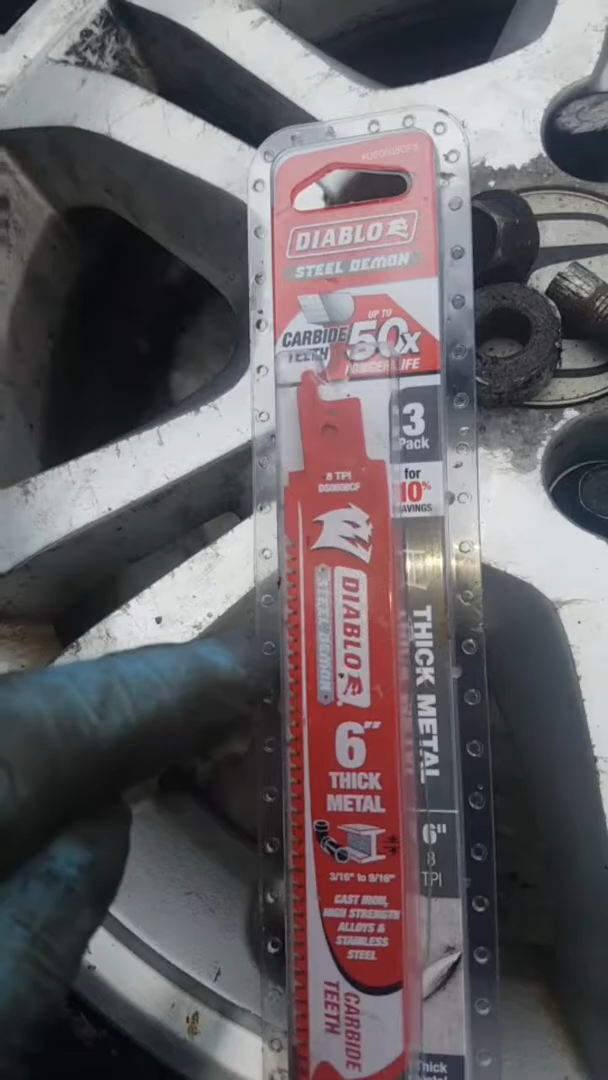 DIABLO
STEEL DEMON
UP TO
CARBIDE
TEETH
50x
LONGER LIFE
3
Pack
for
10%
SAVINGS
8 TPI
DS0608CF
DIABLO
STEEL DEMON
THICK METAL
6"
THICK
METAL
3/16" to 9/16"
CAST IRON,
HIGH STRENGTH
ALLOYS &
STAINLESS
STEEL
CARBIDE
TEETH
6"
8
TPI
Thick